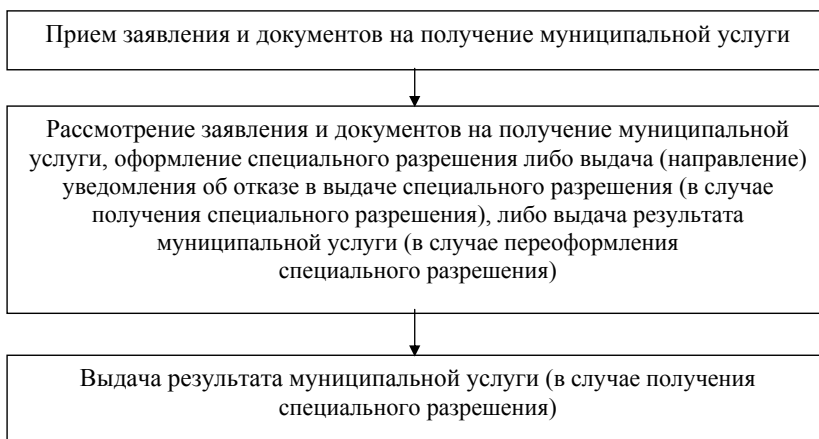 Прием заявления и документов на получение муниципальной услуги
Рассмотрение заявления и документов на получение муниципальной
услуги, оформление специального разрешения либо выдача (направление)
уведомления об отказе в выдаче специального разрешения (в случае
получения специального разрешения), либо выдача результата
муниципальной услуги (в случае переоформления
специального разрешения)
Выдача результата муниципальной услуги (в случае получения
специального разрешения)